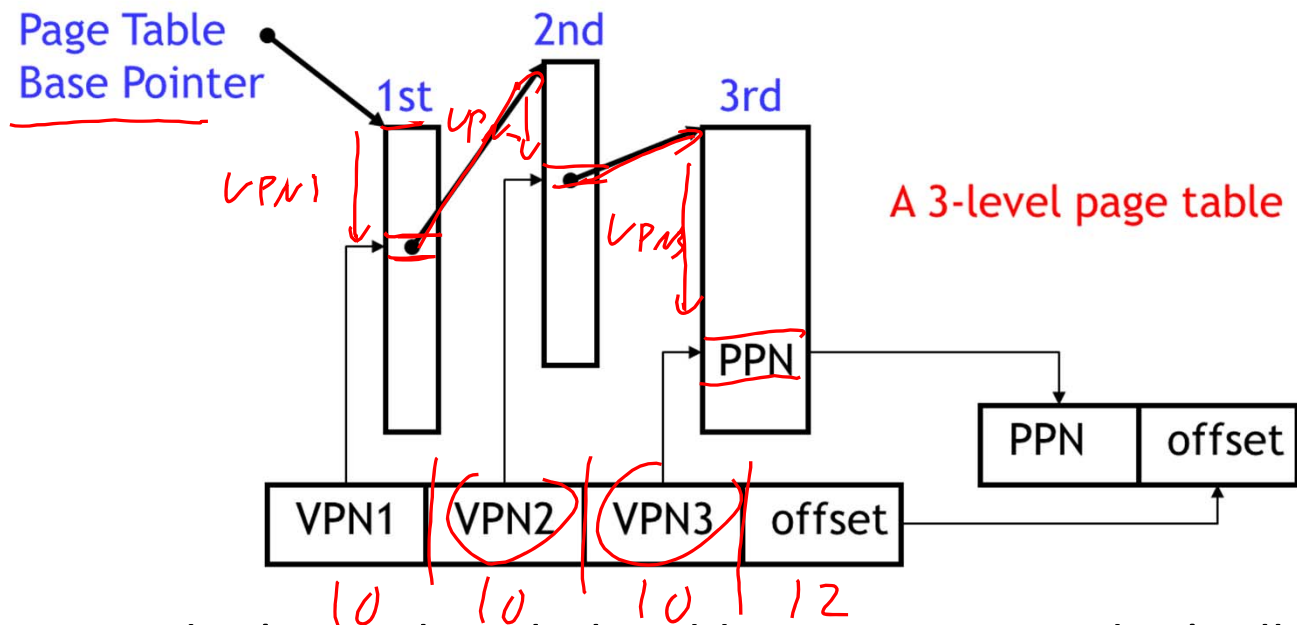 Page Table
Base Pointer
1st
2nd
3rd
VPN1
VPN3
A 3-level page table
PPN
PPN offset
VPN1 VPN2 VPN3 offset
10 10 10 12